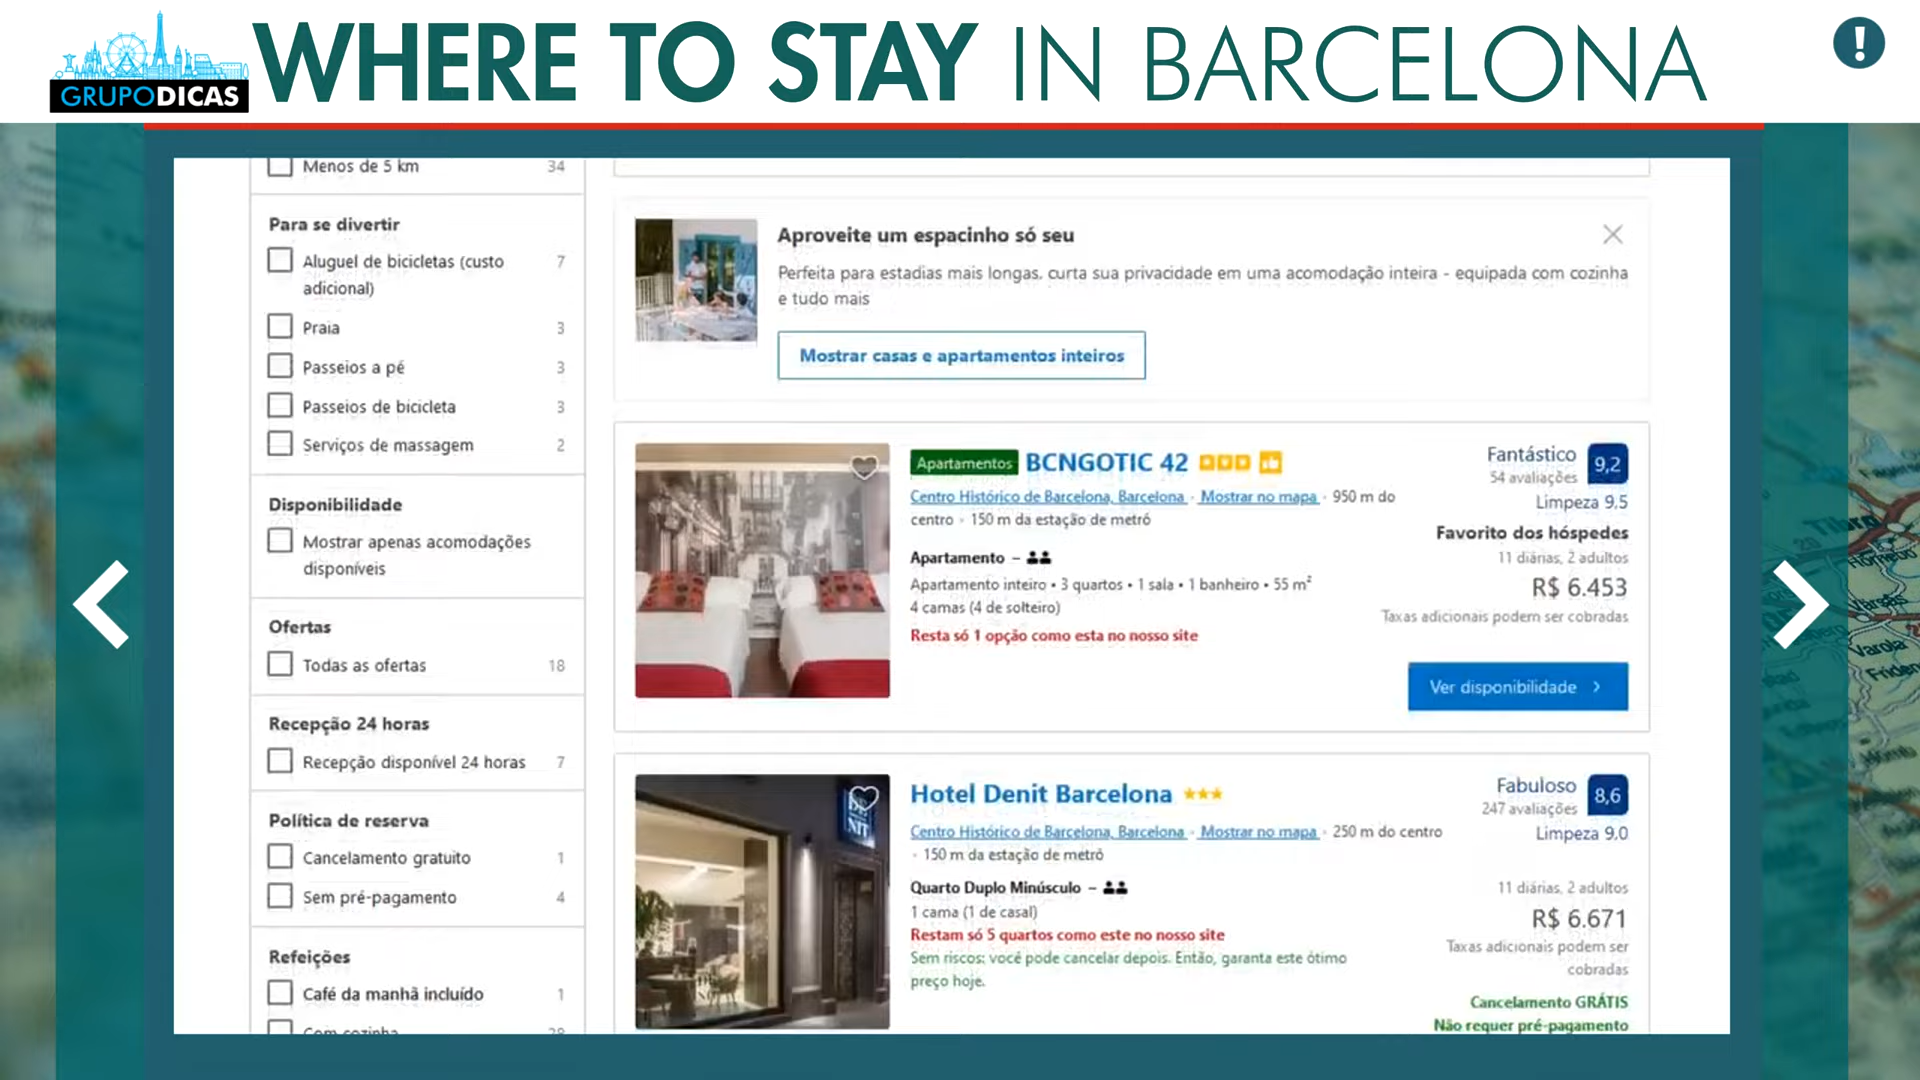 GRUPODICAS
WHERE TO STAY IN BARCELONA
Menos de 5 km 34
Para se divertir
Aluguel de bicicletas (custo 7
adicional)
Praia 3
Passeios a pé 3
Passeios de bicicleta 3
Serviços de massagem 2
Disponibilidade
Mostrar apenas acomodações
disponíveis
Ofertas
Todas as ofertas 18
Recepção 24 horas
Recepção disponível 24 horas 7
Política de reserva
Cancelamento gratuito 1
Sem pré-pagamento 4
Refeições
Café da manhã incluído 1
Com cozinha 28
Aproveite um espacinho só seu
Perfeita para estadias mais longas, curta sua privacidade em uma acomodação inteira - equipada com cozinha
e tudo mais
Mostrar casas e apartamentos inteiros
Apartamentos BCNGOTIC 42
Centro Histórico de Barcelona, Barcelona · Mostrar no mapa · 950 m do
centro · 150 m da estação de metrô
Apartamento –
Apartamento inteiro • 3 quartos • 1 sala • 1 banheiro • 55 m²
4 camas (4 de solteiro)
Resta só 1 opção como esta no nosso site
Fantástico 9,2
54 avaliações
Limpeza 9.5
Favorito dos hóspedes
11 diárias, 2 adultos
R$ 6.453
Taxas adicionais podem ser cobradas
Ver disponibilidade
DENIT
Hotel Denit Barcelona
Centro Histórico de Barcelona, Barcelona · Mostrar no mapa · 250 m do centro
· 150 m da estação de metrô
Quarto Duplo Minúsculo –
1 cama (1 de casal)
Restam só 5 quartos como este no nosso site
Sem riscos: você pode cancelar depois. Então, garanta este ótimo
preço hoje.
Fabuloso 8,6
247 avaliações
Limpeza 9.0
11 diárias, 2 adultos
R$ 6.671
Taxas adicionais podem ser
cobradas
Cancelamento GRÁTIS
Não requer pré-pagamento